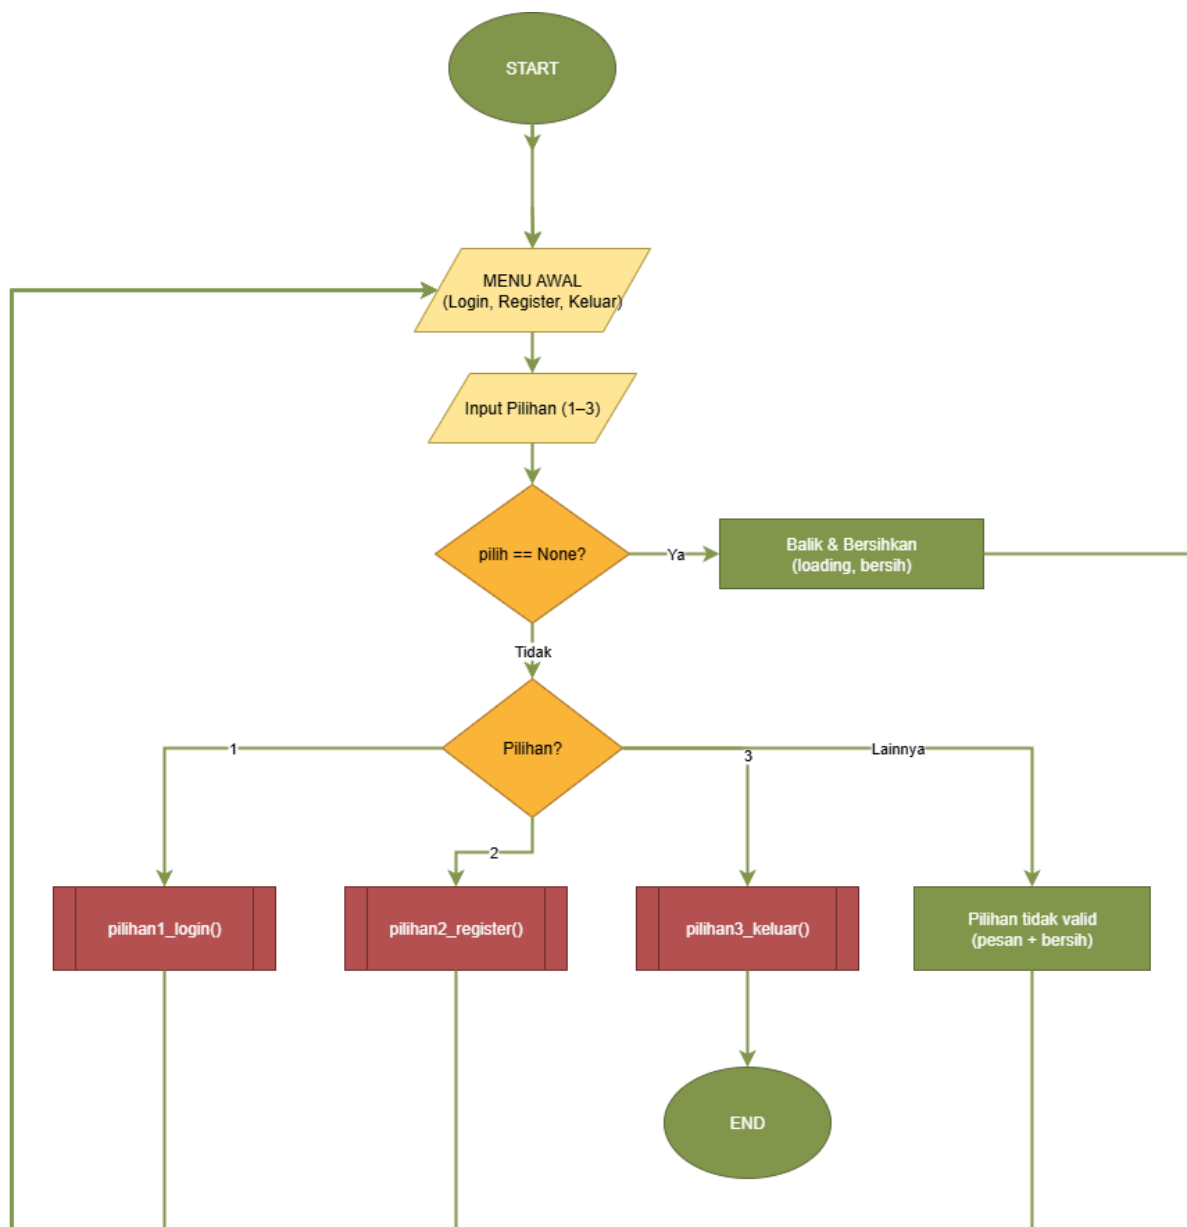 START
MENU AWAL
(Login, Register, Keluar)
Input Pilihan (1–3)
pilih == None?
Ya
Balik & Bersihkan
(loading, bersih)
Tidak
Pilihan?
1
2
3
Lainnya
pilihan1_login()
pilihan2_register()
pilihan3_keluar()
Pilihan tidak valid
(pesan + bersih)
END